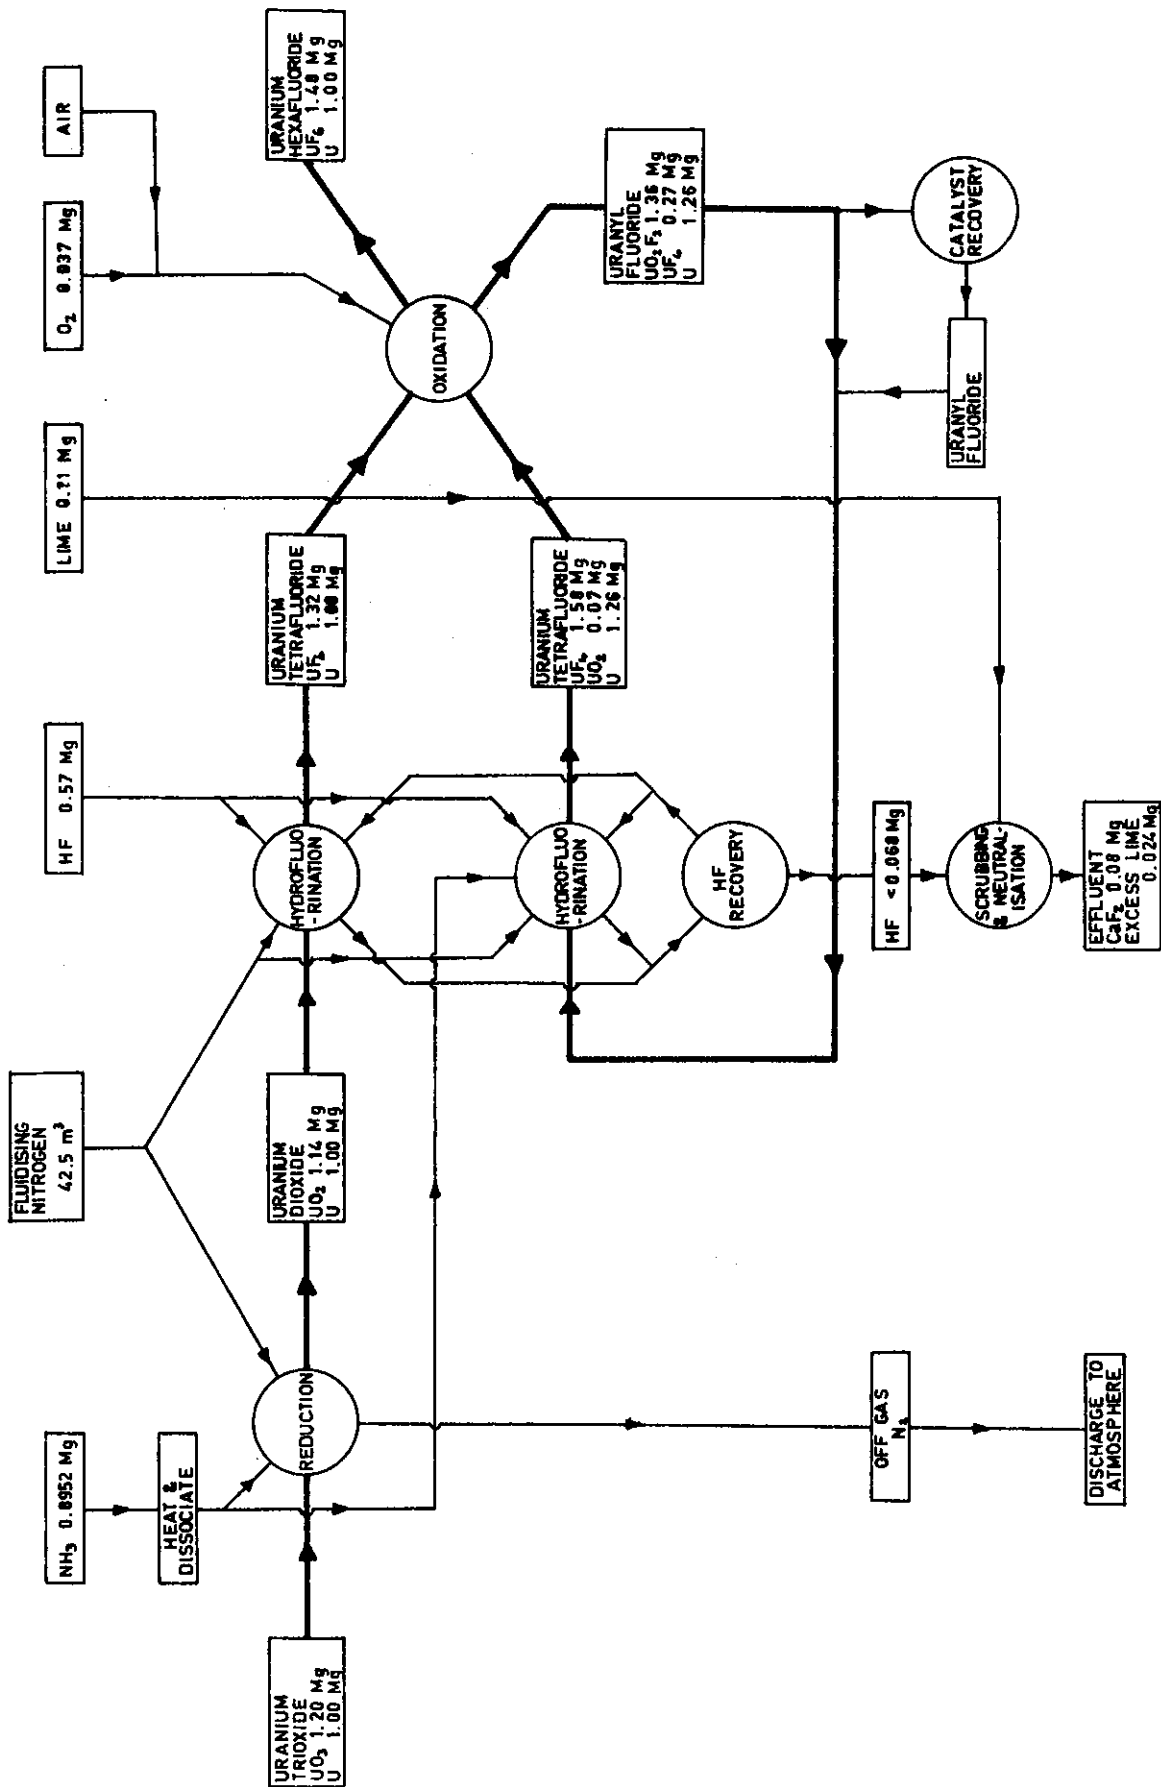 NH₃ 0.0952 Mg
HEAT &
DISSOCIATE
FLUIDISING
NITROGEN
42.5 m³
HF 0.57 Mg
LIME 0.71 Mg
O₂ 0.037 Mg
AIR
URANIUM
TRIOXIDE
UO₃ 1.20 Mg
U 1.00 Mg
REDUCTION
URANIUM
DIOXIDE
UO₂ 1.14 Mg
U 1.00 Mg
HYDROFLUO
-RINATION
URANIUM
TETRAFLUORIDE
UF₄ 1.32 Mg
U 1.00 Mg
OXIDATION
URANIUM
HEXAFLUORIDE
UF₆ 1.48 Mg
U 1.00 Mg
HYDROFLUO
-RINATION
URANIUM
TETRAFLUORIDE
UF₄ 1.58 Mg
UO₂ 0.07 Mg
U 1.26 Mg
URANYL
FLUORIDE
UO₂F₂ 1.36 Mg
UF₄ 0.27 Mg
U 1.26 Mg
HF
RECOVERY
HF <0.068 Mg
SCRUBBING
& NEUTRAL-
ISATION
EFFLUENT
CaF₂ 0.08 Mg
EXCESS LIME
0.024 Mg
URANYL
FLUORIDE
CATALYST
RECOVERY
OFF GAS
N₂
DISCHARGE TO
ATMOSPHERE